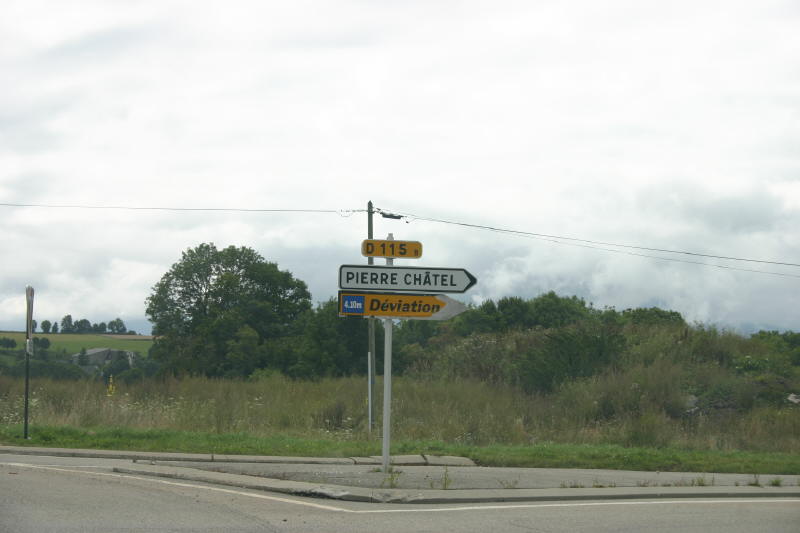 D 115 B
PIERRE CHÂTEL
4.10m Déviation